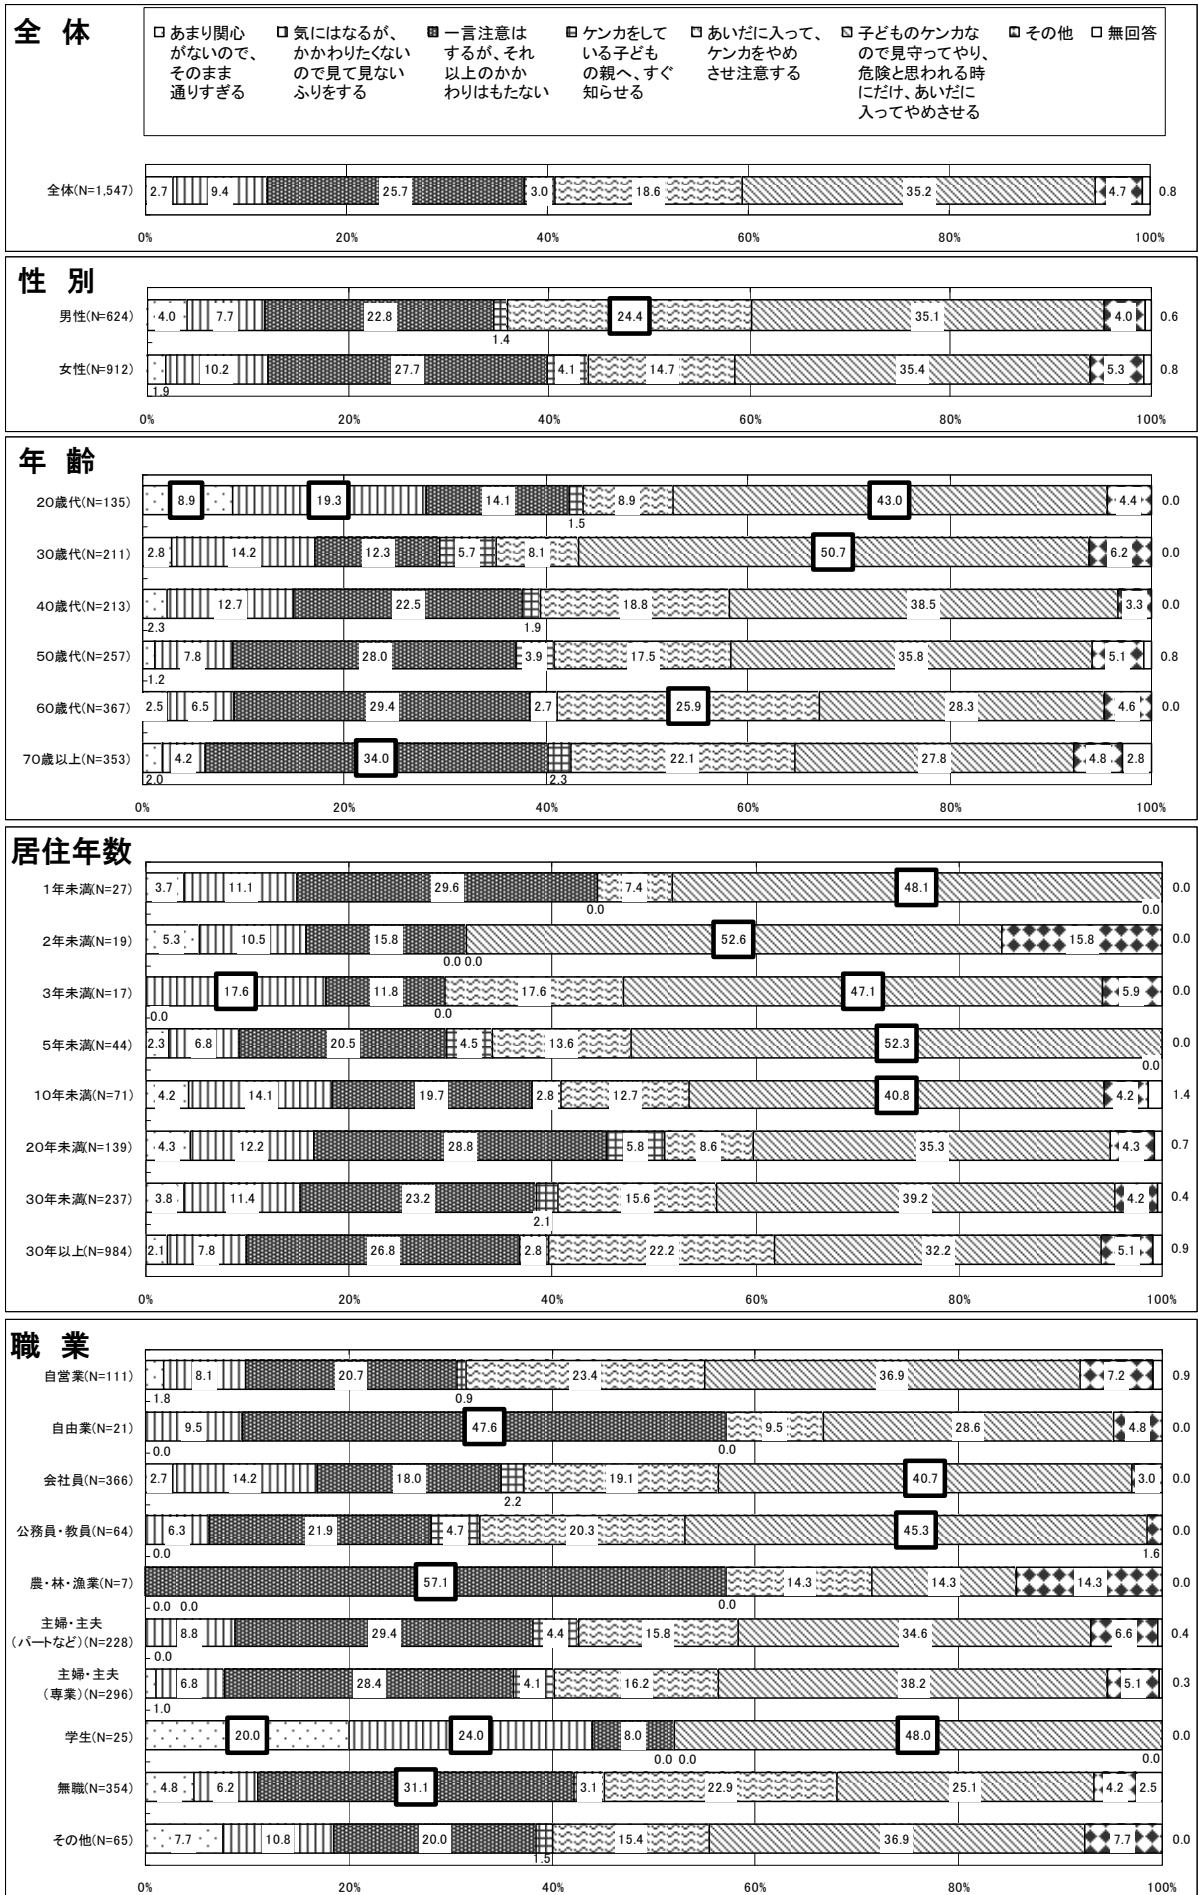 全 体
あまり関心
がないので、
そのまま
通りすぎる
気にはなるが、
かかわりたくない
ので見て見ない
ふりをする
一言注意は
するが、それ
以上のかか
わりはもたない
ケンカをして
いる子ども
の親へ、すぐ
知らせる
あいだに入って、
ケンカをやめ
させ注意する
子どものケンカな
ので見守ってやり、
危険と思われる時
にだけ、あいだに
入ってやめさせる
その他
無回答
全体(N=1,547) 2.7 9.4 25.7 3.0 18.6 35.2 4.7 0.8
0% 20% 40% 60% 80% 100%
性 別
男性(N=624) 4.0 7.7 22.8 1.4 24.4 35.1 4.0 0.6
女性(N=912) 1.9 10.2 27.7 4.1 14.7 35.4 5.3 0.8
0% 20% 40% 60% 80% 100%
年 齢
20歳代(N=135) 8.9 19.3 14.1 1.5 8.9 43.0 4.4 0.0
30歳代(N=211) 2.8 14.2 12.3 5.7 8.1 50.7 6.2 0.0
40歳代(N=213) 2.3 12.7 22.5 1.9 18.8 38.5 3.3 0.0
50歳代(N=257) 1.2 7.8 28.0 3.9 17.5 35.8 5.1 0.8
60歳代(N=367) 2.5 6.5 29.4 2.7 25.9 28.3 4.6 0.0
70歳以上(N=353) 2.0 4.2 34.0 2.3 22.1 27.8 4.8 2.8
0% 20% 40% 60% 80% 100%
居住年数
1年未満(N=27) 3.7 11.1 29.6 0.0 7.4 48.1 0.0 0.0
2年未満(N=19) 5.3 10.5 15.8 0.0 0.0 52.6 15.8 0.0
3年未満(N=17) 0.0 17.6 11.8 0.0 17.6 47.1 5.9 0.0
5年未満(N=44) 2.3 6.8 20.5 4.5 13.6 52.3 0.0 0.0
10年未満(N=71) 4.2 14.1 19.7 2.8 12.7 40.8 4.2 1.4
20年未満(N=139) 4.3 12.2 28.8 5.8 8.6 35.3 4.3 0.7
30年未満(N=237) 3.8 11.4 23.2 2.1 15.6 39.2 4.2 0.4
30年以上(N=984) 2.1 7.8 26.8 2.8 22.2 32.2 5.1 0.9
0% 20% 40% 60% 80% 100%
職 業
自営業(N=111) 1.8 8.1 20.7 0.9 23.4 36.9 7.2 0.9
自由業(N=21) 0.0 9.5 47.6 0.0 9.5 28.6 4.8 0.0
会社員(N=366) 2.7 14.2 18.0 2.2 19.1 40.7 3.0 0.0
公務員・教員(N=64) 0.0 6.3 21.9 4.7 20.3 45.3 1.6 0.0
農・林・漁業(N=7) 0.0 0.0 57.1 0.0 14.3 14.3 14.3 0.0
主婦・主夫
(パートなど)(N=228) 0.0 8.8 29.4 4.4 15.8 34.6 6.6 0.4
主婦・主夫
(専業)(N=296) 1.0 6.8 28.4 4.1 16.2 38.2 5.1 0.3
学生(N=25) 20.0 24.0 8.0 0.0 0.0 48.0 0.0 0.0
無職(N=354) 4.8 6.2 31.1 3.1 22.9 25.1 4.2 2.5
その他(N=65) 7.7 10.8 20.0 1.5 15.4 36.9 7.7 0.0
0% 20% 40% 60% 80% 100%